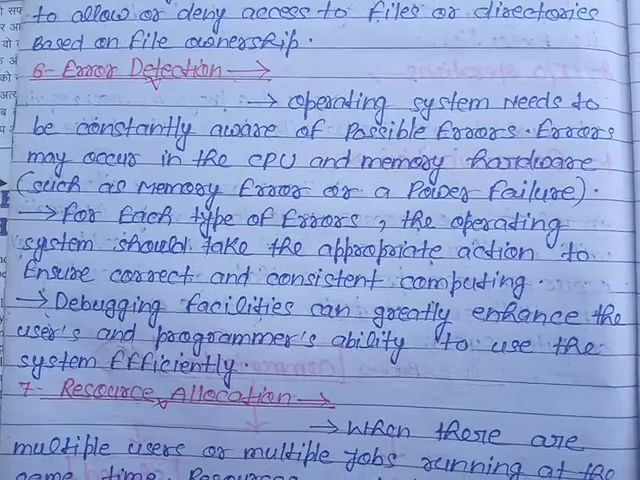 to allow or deny access to files or directories
Based on file ownership.
6- Error Detection →
→ Operating system Needs to
be constantly aware of Possible Errors. Errors
may occur in the CPU and memory hardware
(such as Memory Error or a Power failure).
→ for Each type of Errors, the operating
system should take the appropriate action to
Ensure correct and consistent computing.
→ Debugging facilities can greatly enhance the
user's and programmer's ability to use the
system Efficiently.
7- Resource Allocation →
→ When there are
multiple users or multiple Jobs running at the
same time, Resources